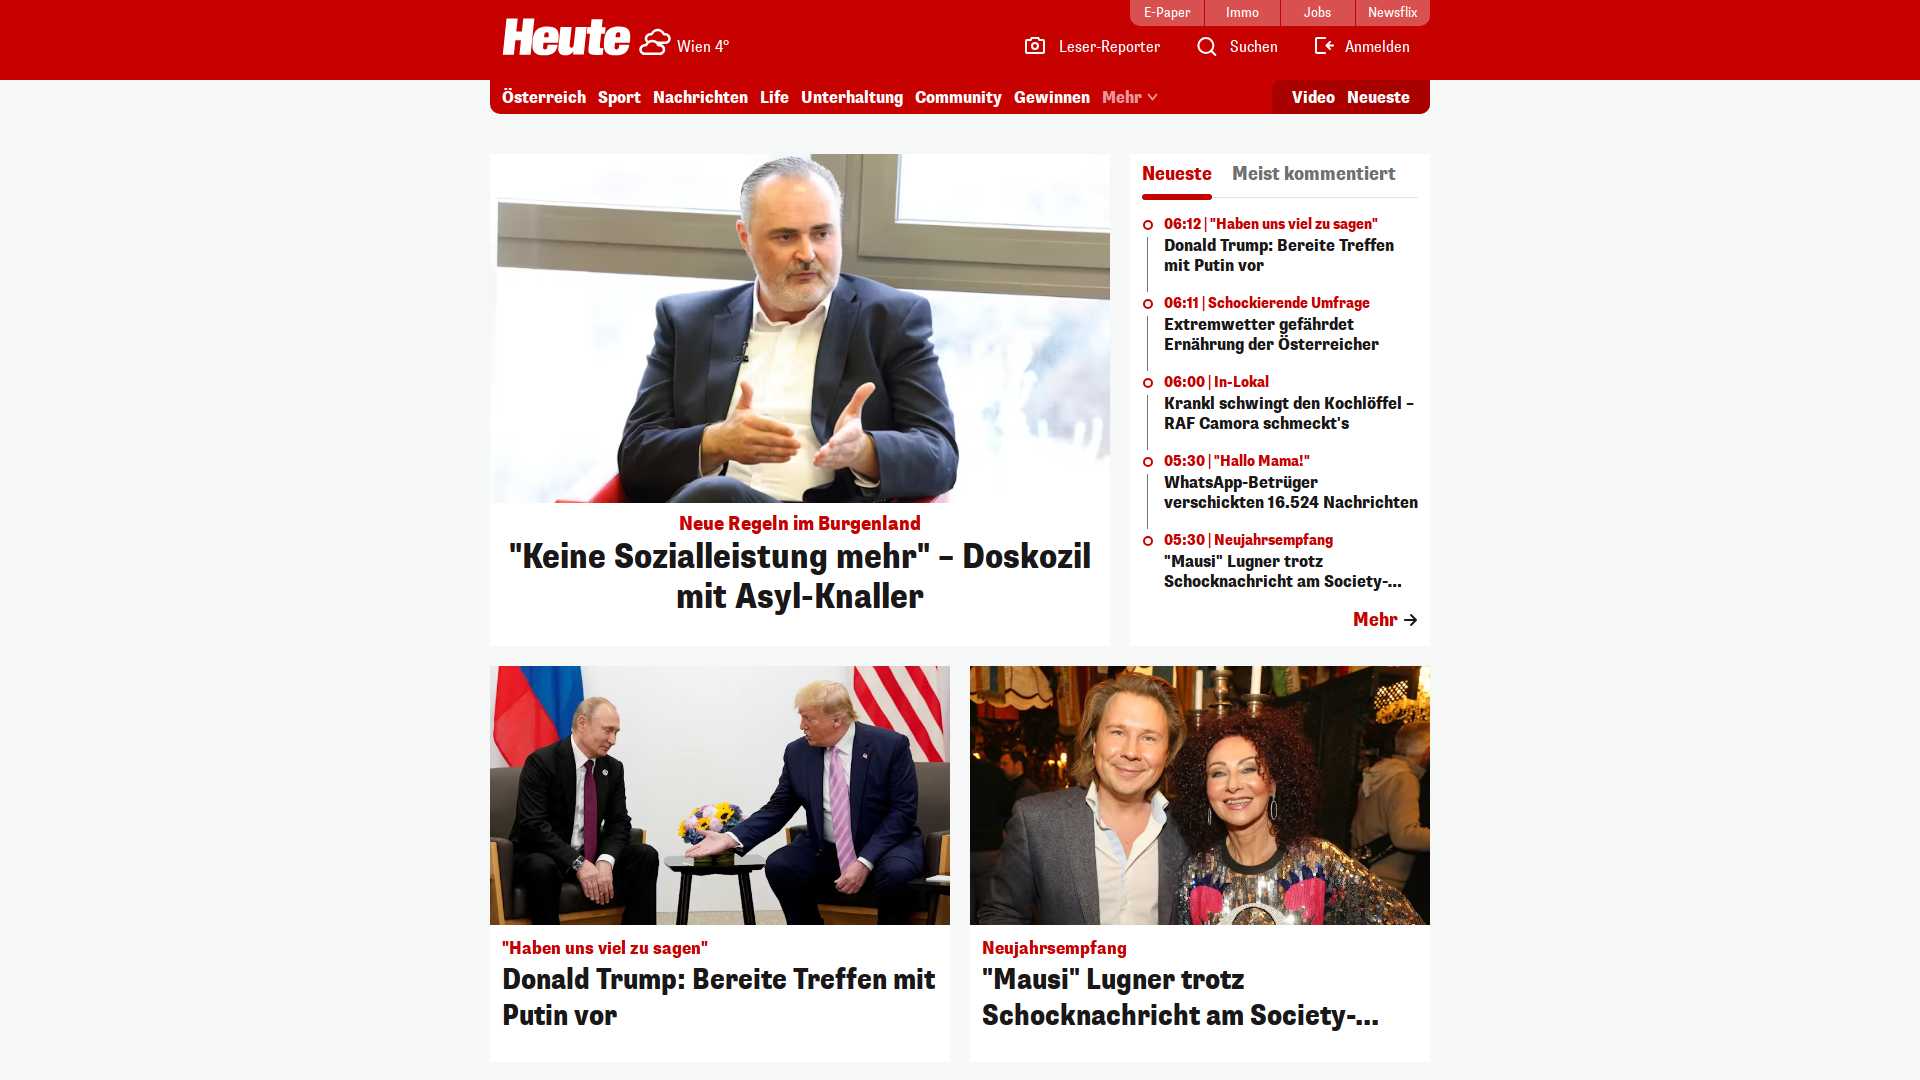 E-Paper
Immo
Jobs
Newsflix
Heute
Wien 4°
Leser-Reporter
Suchen
Anmelden
Österreich
Sport
Nachrichten
Life
Unterhaltung
Community
Gewinnen
Mehr
Video
Neueste
Neue Regeln im Burgenland
"Keine Sozialleistung mehr" – Doskozil
mit Asyl-Knaller
Neueste
Meist kommentiert
06:12 | "Haben uns viel zu sagen"
Donald Trump: Bereite Treffen
mit Putin vor
06:11 | Schockierende Umfrage
Extremwetter gefährdet
Ernährung der Österreicher
06:00 | In-Lokal
Krankl schwingt den Kochlöffel –
RAF Camora schmeckt's
05:30 | "Hallo Mama!"
WhatsApp-Betrüger
verschickten 16.524 Nachrichten
05:30 | Neujahrsempfang
"Mausi" Lugner trotz
Schocknachricht am Society-...
Mehr
"Haben uns viel zu sagen"
Donald Trump: Bereite Treffen mit
Putin vor
Neujahrsempfang
"Mausi" Lugner trotz
Schocknachricht am Society-...